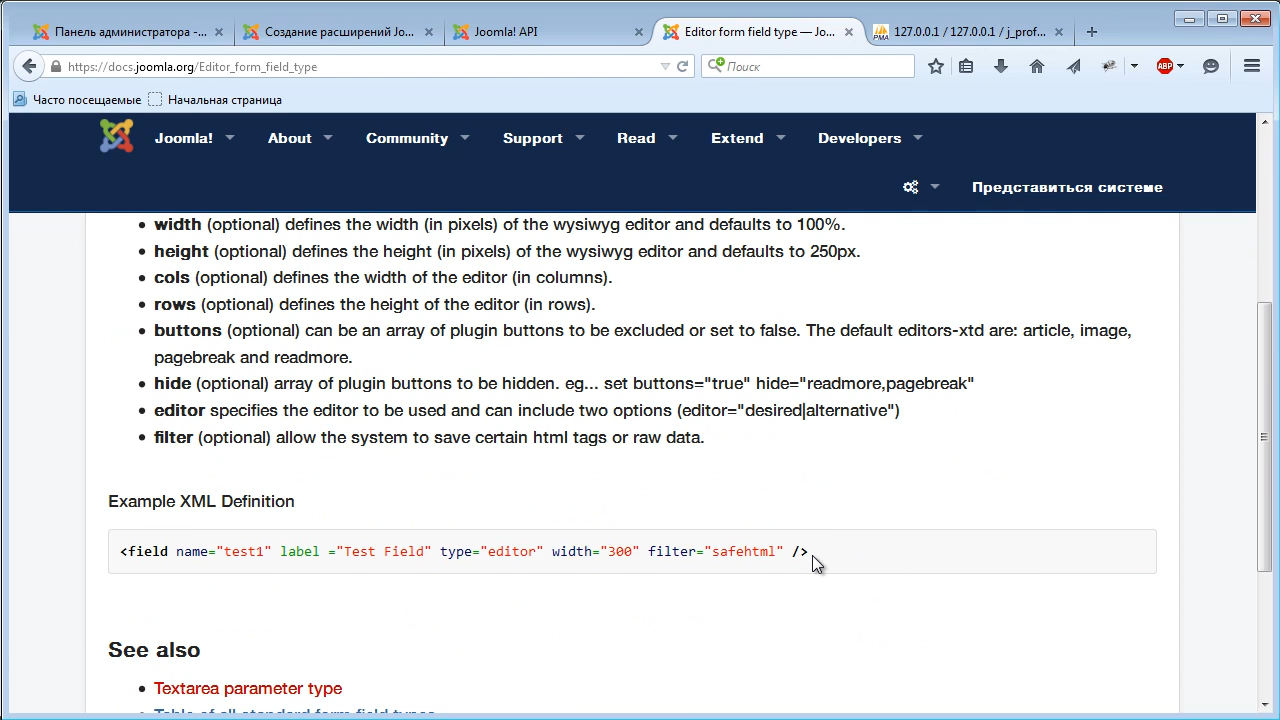 Панель администратора -...
Создание расширений Jo...
Joomla! API
Editor form field type — Jo...
127.0.0.1 / 127.0.0.1 / j_prof...
https://docs.joomla.org/Editor_form_field_type
Поиск
ABP
Часто посещаемые
Начальная страница
Joomla! About Community Support Read Extend Developers
Представиться системе
• width (optional) defines the width (in pixels) of the wysiwyg editor and defaults to 100%.
• height (optional) defines the height (in pixels) of the wysiwyg editor and defaults to 250px.
• cols (optional) defines the width of the editor (in columns).
• rows (optional) defines the height of the editor (in rows).
• buttons (optional) can be an array of plugin buttons to be excluded or set to false. The default editors-xtd are: article, image,
pagebreak and readmore.
• hide (optional) array of plugin buttons to be hidden. eg... set buttons="true" hide="readmore,pagebreak"
• editor specifies the editor to be used and can include two options (editor="desired|alternative")
• filter (optional) allow the system to save certain html tags or raw data.
Example XML Definition
<field name="test1" label ="Test Field" type="editor" width="300" filter="safehtml" />
See also
• Textarea parameter type
Table of all standard form field types